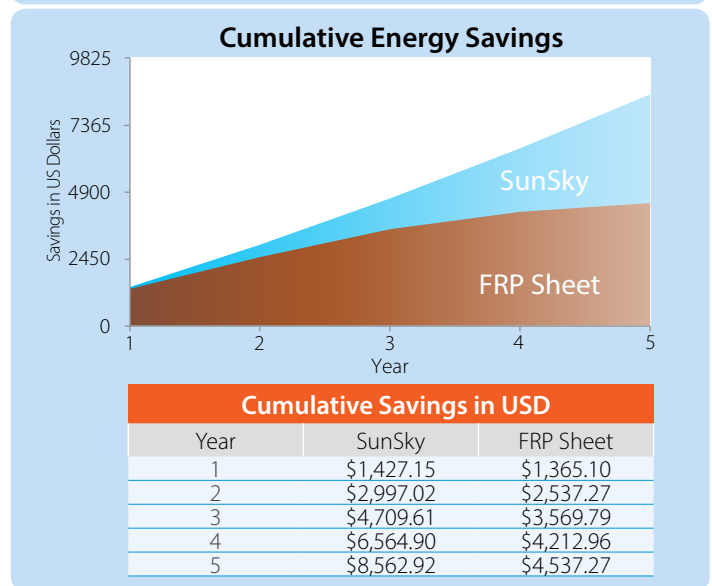 Cumulative Energy Savings
Savings in US Dollars
9825
7365
4900
2450
0
SunSky
FRP Sheet
1 2 3 4 5
Year
Cumulative Savings in USD
Year SunSky FRP Sheet
1 $1,427.15 $1,365.10
2 $2,997.02 $2,537.27
3 $4,709.61 $3,569.79
4 $6,564.90 $4,212.96
5 $8,562.92 $4,537.27